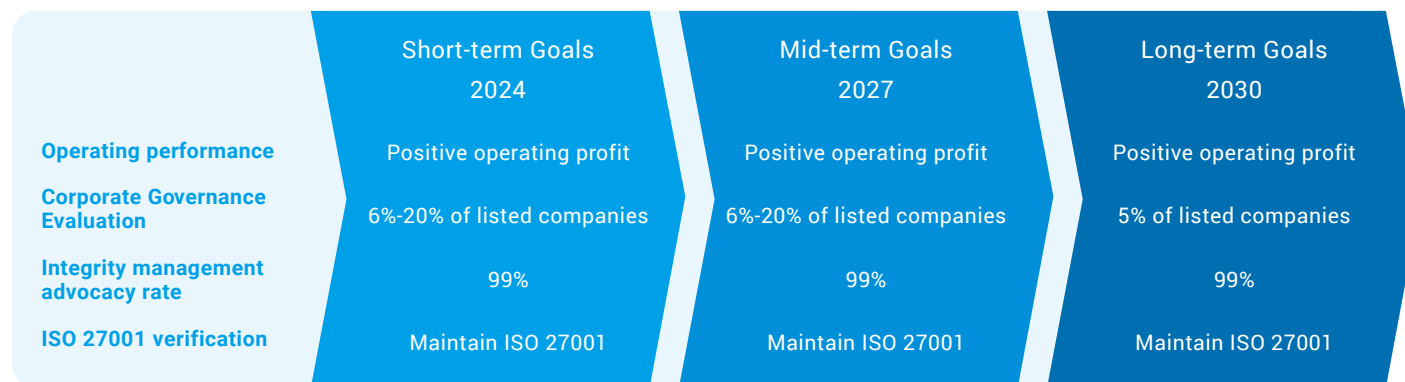 Short-term Goals
2024
Mid-term Goals
2027
Long-term Goals
2030
Operating performance
Positive operating profit
Positive operating profit
Positive operating profit
Corporate Governance
Evaluation
6%-20% of listed companies
6%-20% of listed companies
5% of listed companies
Integrity management
advocacy rate
99%
99%
99%
ISO 27001 verification
Maintain ISO 27001
Maintain ISO 27001
Maintain ISO 27001